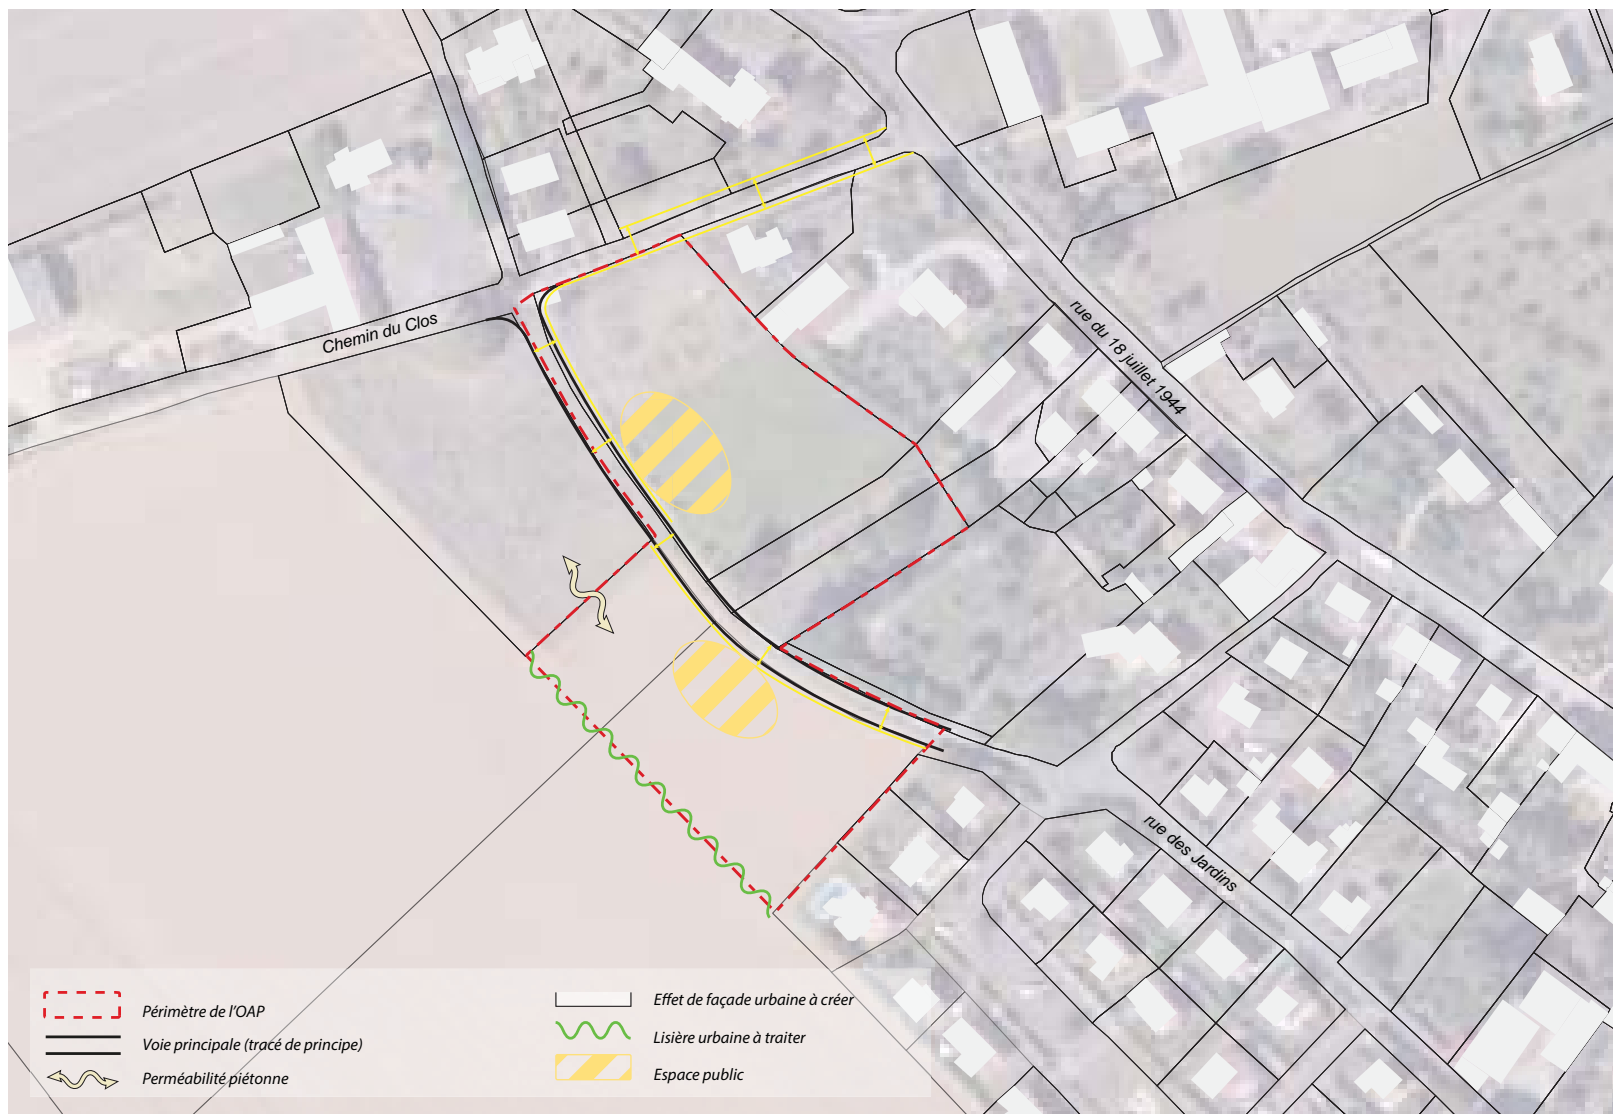 rue du 18 juillet 1944
Chemin du Clos
rue des Jardins
Périmètre de l'OAP
Voie principale (tracé de principe)
Perméabilité piétonne
Effet de façade urbaine à créer
Lisière urbaine à traiter
Espace public